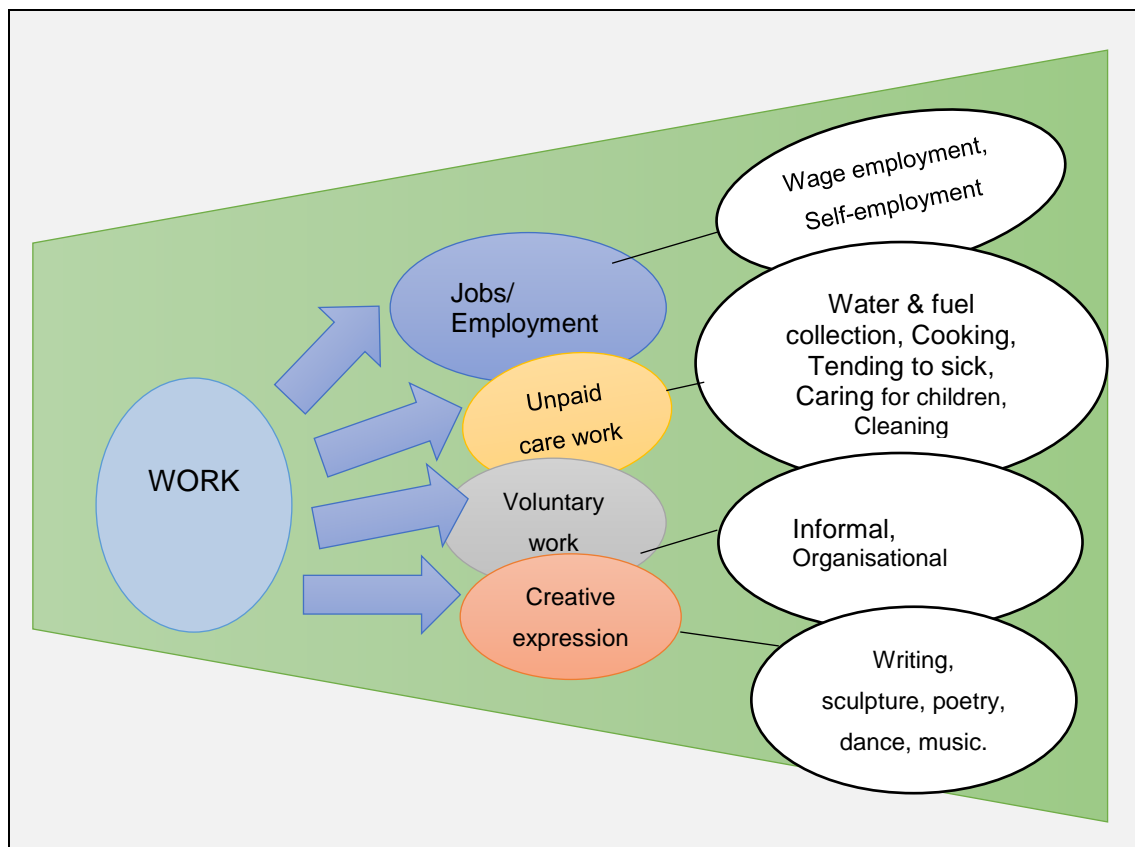 WORK
Jobs/
Employment
Unpaid
care work
Voluntary
work
Creative
expression
Wage employment,
Self-employment
Water & fuel
collection, Cooking,
Tending to sick,
Caring for children,
Cleaning
Informal,
Organisational
Writing,
sculpture, poetry,
dance, music.